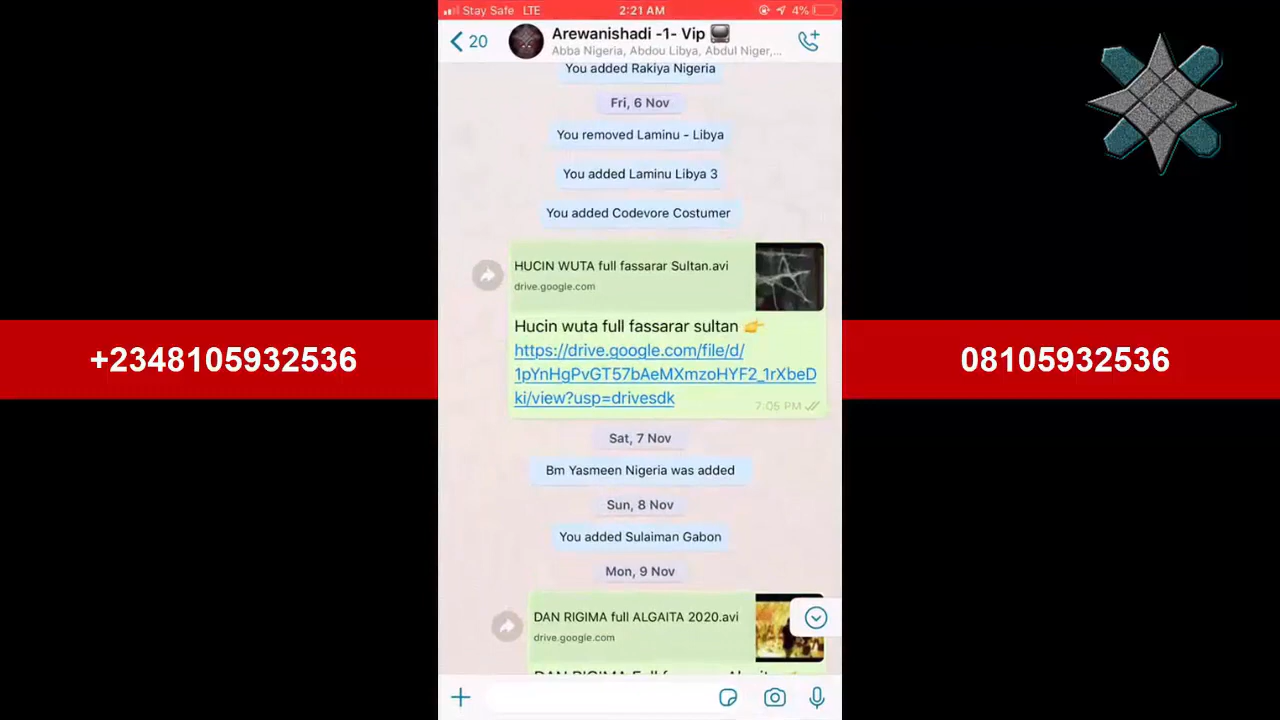 Stay Safe LTE 2:21 AM 4%
20 Arewanishadi -1- Vip 📺
Abba Nigeria, Abdou Libya, Abdul Niger,...
You added Rakiya Nigeria
Fri, 6 Nov
You removed Laminu - Libya
You added Laminu Libya 3
You added Codevore Costumer
HUCIN WUTA full fassarar Sultan.avi
drive.google.com
Hucin wuta full fassarar sultan 👉
https://drive.google.com/file/d/
1pYnHgPvGT57bAeMXmzoHYF2_1rXbeD
ki/view?usp=drivesdk
7:05 PM
+2348105932536
08105932536
Sat, 7 Nov
Bm Yasmeen Nigeria was added
Sun, 8 Nov
You added Sulaiman Gabon
Mon, 9 Nov
DAN RIGIMA full ALGAITA 2020.avi
drive.google.com